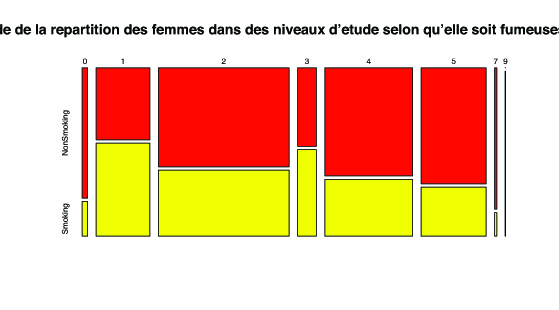 de de la repartition des femmes dans des niveaux d'etude selon qu'elle soit fumeuse
0 1 2 3 4 5 7 9
NonSmoking
Smoking